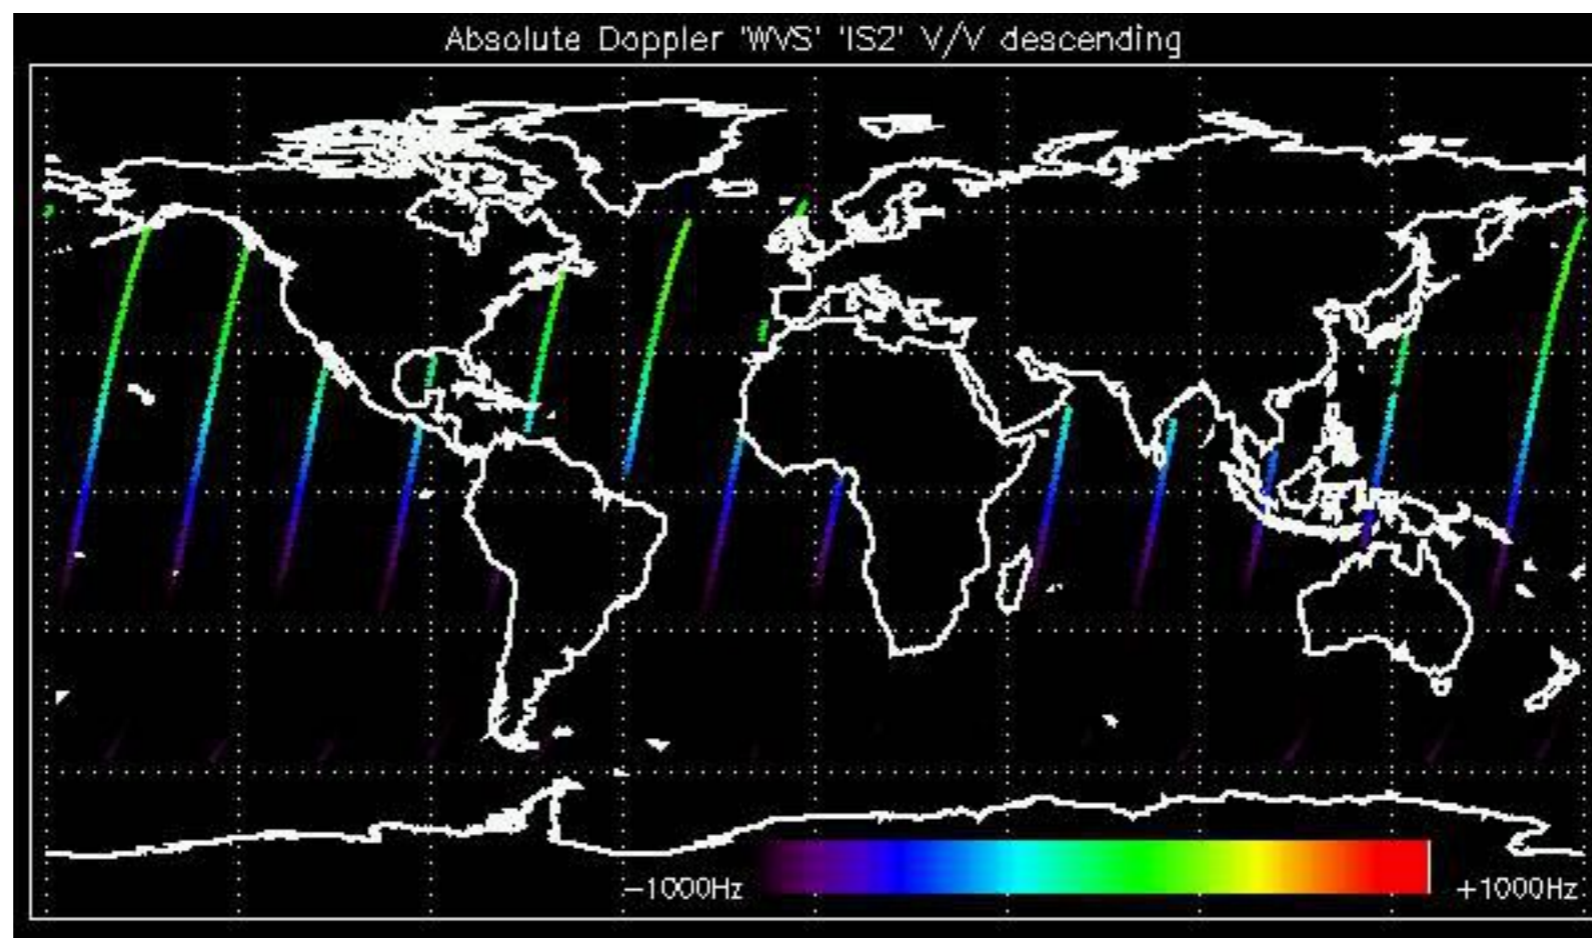 Absolute Doppler 'WVS' 'IS2' V/V descending
−1000Hz
+1000Hz